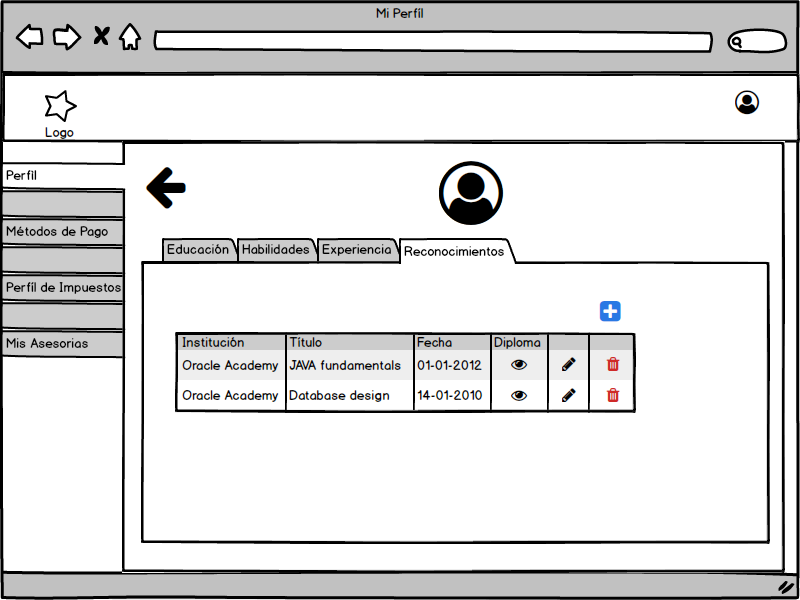 Mi Perfil
Logo
Perfil
Métodos de Pago
Perfil de Impuestos
Mis Asesorias
Educación Habilidades Experiencia Reconocimientos
Institución Título Fecha Diploma
Oracle Academy JAVA fundamentals 01-01-2012
Oracle Academy Database design 14-01-2010